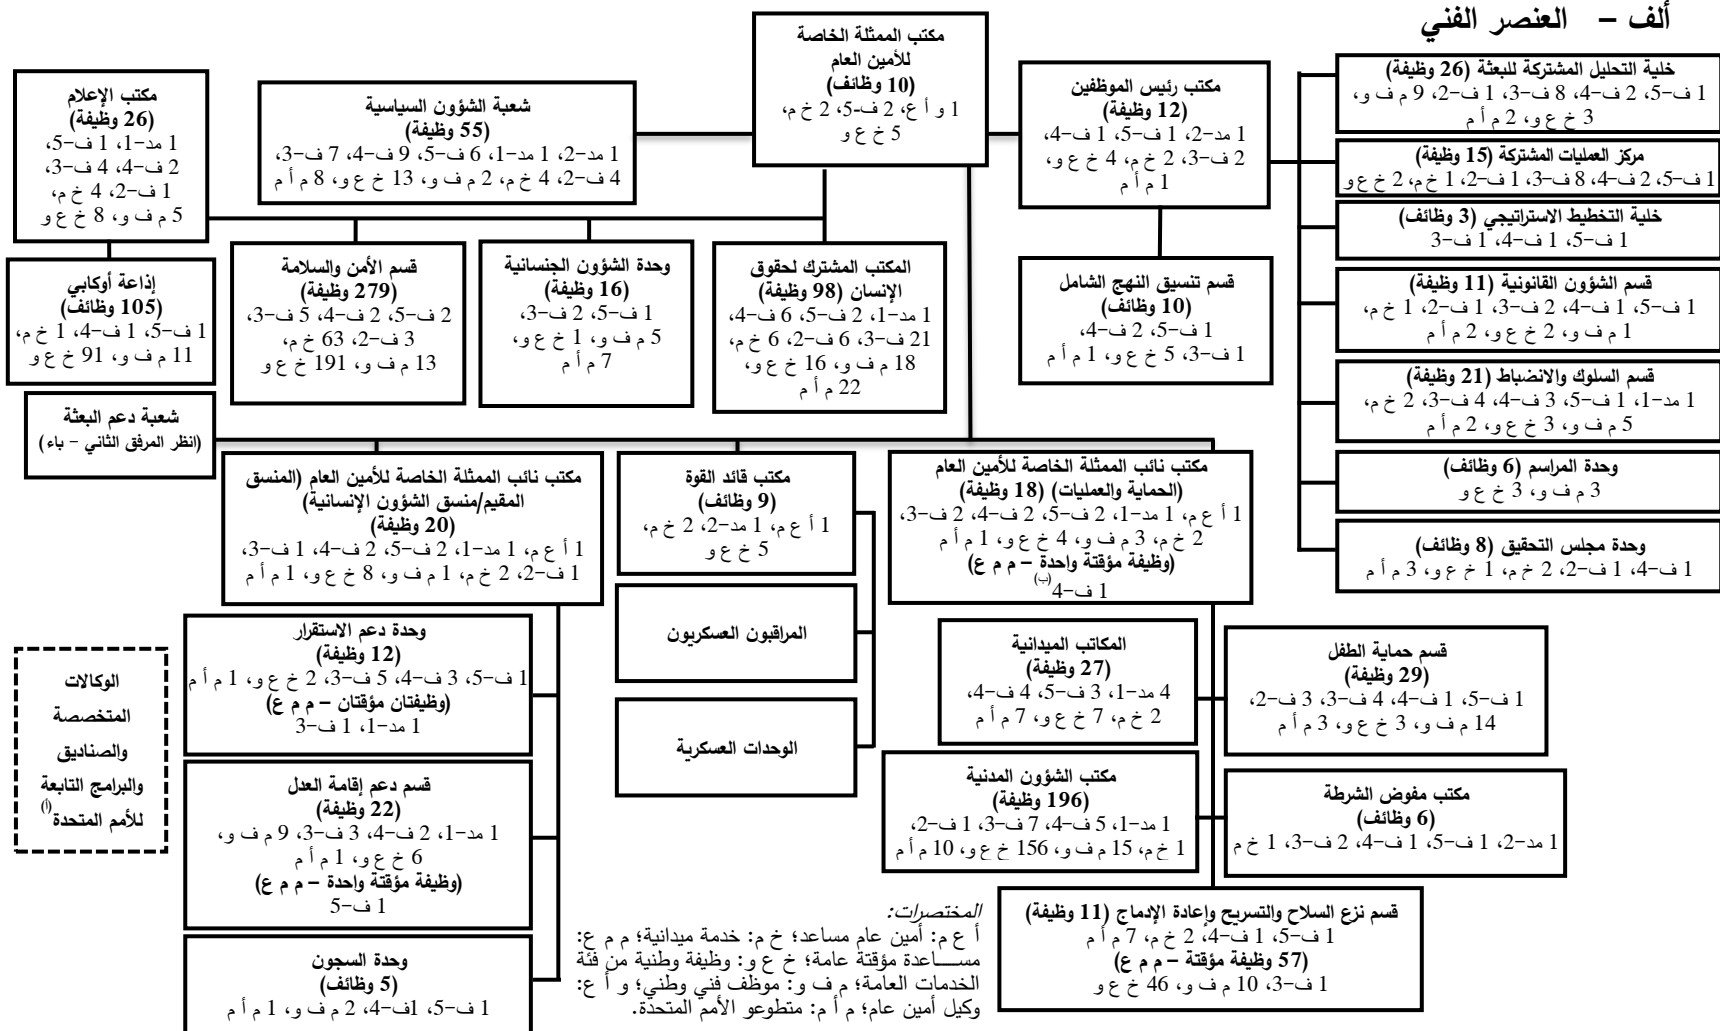 ألف – العنصر الفني
مكتب الممثلة الخاصة
للأمين العام
(10 وظائف)
1 و أ ع، 2 ف-5، 2 خ م،
5 خ ع و
مكتب رئيس الموظفين
(12 وظيفة)
1 مد-2، 1 ف-5، 1 ف-4،
2 ف-3، 2 خ م، 4 خ ع و،
1 م أ م
خلية التحليل المشتركة للبعثة (26 وظيفة)
1 ف-5، 2 ف-4، 8 ف-3، 1 ف-2، 9 م ف و،
3 خ ع و، 2 م أ م
مركز العمليات المشتركة (15 وظيفة)
1 ف-5، 2 ف-4، 8 ف-3، 1 ف-2، 1 خ م، 2 خ ع و
خلية التخطيط الاستراتيجي (3 وظائف)
1 ف-5، 1 ف-4، 1 ف-3
قسم الشؤون القانونية (11 وظيفة)
1 ف-5، 1 ف-4، 2 ف-3، 1 ف-2، 1 خ م،
1 م ف و، 2 خ ع و، 2 م أ م
قسم السلوك والانضباط (21 وظيفة)
1 مد-1، 1 ف-5، 3 ف-4، 4 ف-3، 2 خ م،
5 م ف و، 3 خ ع و، 2 م أ م
وحدة المراسم (6 وظائف)
3 م ف و، 3 خ ع و
وحدة مجلس التحقيق (8 وظائف)
1 ف-4، 1 ف-2، 2 خ م، 1 خ ع و، 3 م أ م
قسم تنسيق النهج الشامل
(10 وظائف)
1 ف-5، 2 ف-4،
1 ف-3، 5 خ ع و، 1 م أ م
شعبة الشؤون السياسية
(55 وظيفة)
1 مد-2، 1 مد-1، 6 ف-5، 9 ف-4، 7 ف-3،
4 ف-2، 4 خ م، 2 م ف و، 13 خ ع و، 8 م أ م
مكتب الإعلام
(26 وظيفة)
1 مد-1، 1 ف-5،
2 ف-4، 4 ف-3،
1 ف-2، 4 خ م،
5 م ف و، 8 خ ع و
المكتب المشترك لحقوق
الإنسان (98 وظيفة)
1 مد-1، 2 ف-5، 6 ف-4،
21 ف-3، 6 ف-2، 6 خ م،
18 م ف و، 16 خ ع و،
22 م أ م
وحدة الشؤون الجنسانية
(16 وظيفة)
1 ف-5، 2 ف-3،
5 م ف و، 1 خ ع و،
7 م أ م
قسم الأمن والسلامة
(279 وظيفة)
2 ف-5، 2 ف-4، 5 ف-3،
3 ف-2، 63 خ م،
13 م ف و، 191 خ ع و
إذاعة أوكابي
(105 وظائف)
1 ف-5، 1 ف-4، 1 خ م،
11 م ف و، 91 خ ع و
شعبة دعم البعثة
(انظر المرفق الثاني - باء)
مكتب نائب الممثلة الخاصة للأمين العام
(الحماية والعمليات) (18 وظيفة)
1 أ ع م، 1 مد-1، 2 ف-5، 2 ف-4، 2 ف-3،
2 خ م، 3 م ف و، 4 خ ع و، 1 م أ م
(وظيفة مؤقتة واحدة – م م ع)
1 ف-4(ب)
مكتب قائد القوة
(9 وظائف)
1 أ ع م، 1 مد-2، 2 خ م،
5 خ ع و
المراقبون العسكريون
الوحدات العسكرية
مكتب نائب الممثلة الخاصة للأمين العام (المنسق
المقيم/منسق الشؤون الإنسانية)
(20 وظيفة)
1 أ ع م، 1 مد-1، 2 ف-5، 2 ف-4، 1 ف-3،
1 ف-2، 2 خ م، 1 م ف و، 8 خ ع و، 1 م أ م
وحدة دعم الاستقرار
(12 وظيفة)
1 ف-5، 3 ف-4، 5 ف-3، 2 خ ع و، 1 م أ م
(وظيفتان مؤقتان – م م ع)
1 مد-1، 1 ف-3
قسم دعم إقامة العدل
(22 وظيفة)
1 مد-1، 2 ف-4، 3 ف-3، 9 م ف و،
6 خ ع و، 1 م أ م
(وظيفة مؤقتة واحدة – م م ع)
1 ف-5
وحدة السجون
(5 وظائف)
1 ف-5، 1ف-4، 2 م ف و، 1 م أ م
الوكالات
المتخصصة
والصناديق
والبرامج التابعة
للأمم المتحدة(أ)
قسم حماية الطفل
(29 وظيفة)
1 ف-5، 1 ف-4، 4 ف-3، 3 ف-2،
14 م ف و، 3 خ ع و، 3 م أ م
المكاتب الميدانية
(27 وظيفة)
4 مد-1، 3 ف-5، 4 ف-4،
2 خ م، 7 خ ع و، 7 م أ م
مكتب مفوض الشرطة
(6 وظائف)
1 مد-2، 1 ف-5، 1 ف-4، 2 ف-3، 1 خ م
مكتب الشؤون المدنية
(196 وظيفة)
1 مد-1، 5 ف-4، 7 ف-3، 1 ف-2،
1 خ م، 15 م ف و، 156 خ ع و، 10 م أ م
قسم نزع السلاح والتسريح وإعادة الإدماج (11 وظيفة)
1 ف-5، 1 ف-4، 2 خ م، 7 م أ م
(57 وظيفة مؤقتة – م م ع)
1 ف-3، 10 م ف و، 46 خ ع و
المختصرات:
أ ع م: أمين عام مساعد؛ خ م: خدمة ميدانية؛ م م ع:
مساعدة مؤقتة عامة؛ خ ع و: وظيفة وطنية من فئة
الخدمات العامة؛ م ف و: موظف فني وطني؛ و أ ع:
وكيل أمين عام؛ م أ م: متطوعو الأمم المتحدة.